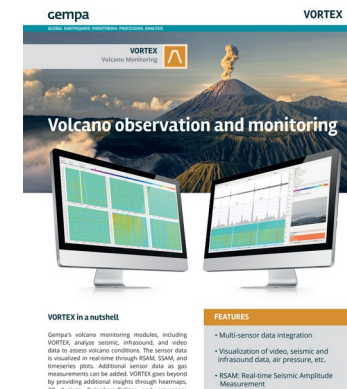 gempa
VORTEX
GLOBAL EARTHQUAKE MONITORING PROCESSING ANALYSIS
VORTEX
Volcano Monitoring
Volcano observation and monitoring
VORTEX in a nutshell
Gempa's volcano monitoring modules, including
VORTEX, analyze seismic, infrasound, and video
data to assess volcanic conditions. The sensor data
is visualized in real-time through RSAM, SSAM, and
timeseries plots. Additional sensor data as gas
measurements can be added. VORTEX goes beyond
by providing additional insights through heatmaps,
FEATURES
• Multi-sensor data integration
• Visualization of video, seismic and
infrasound data, air pressure, etc.
• RSAM: Real-time Seismic Amplitude
Measurement